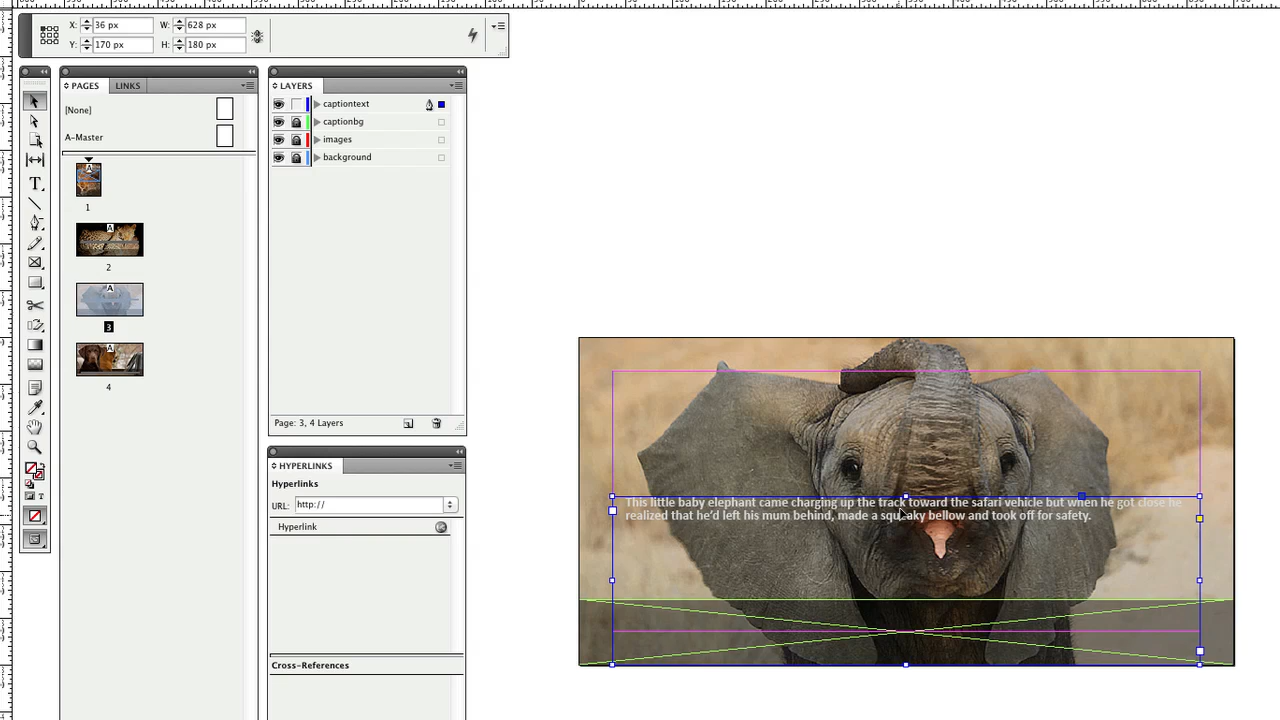 X: 36 px W: 628 px
Y: 170 px H: 180 px
PAGES LINKS
[None]
A-Master
A
1
A
2
A
3
A
4
LAYERS
captiontext
captionbg
images
background
Page: 3, 4 Layers
HYPERLINKS
Hyperlinks
URL: http://
Hyperlink
Cross-References
This little baby elephant came charging up the track toward the safari vehicle but when he got close he
realized that he'd left his mum behind, made a squeaky bellow and took off for safety.